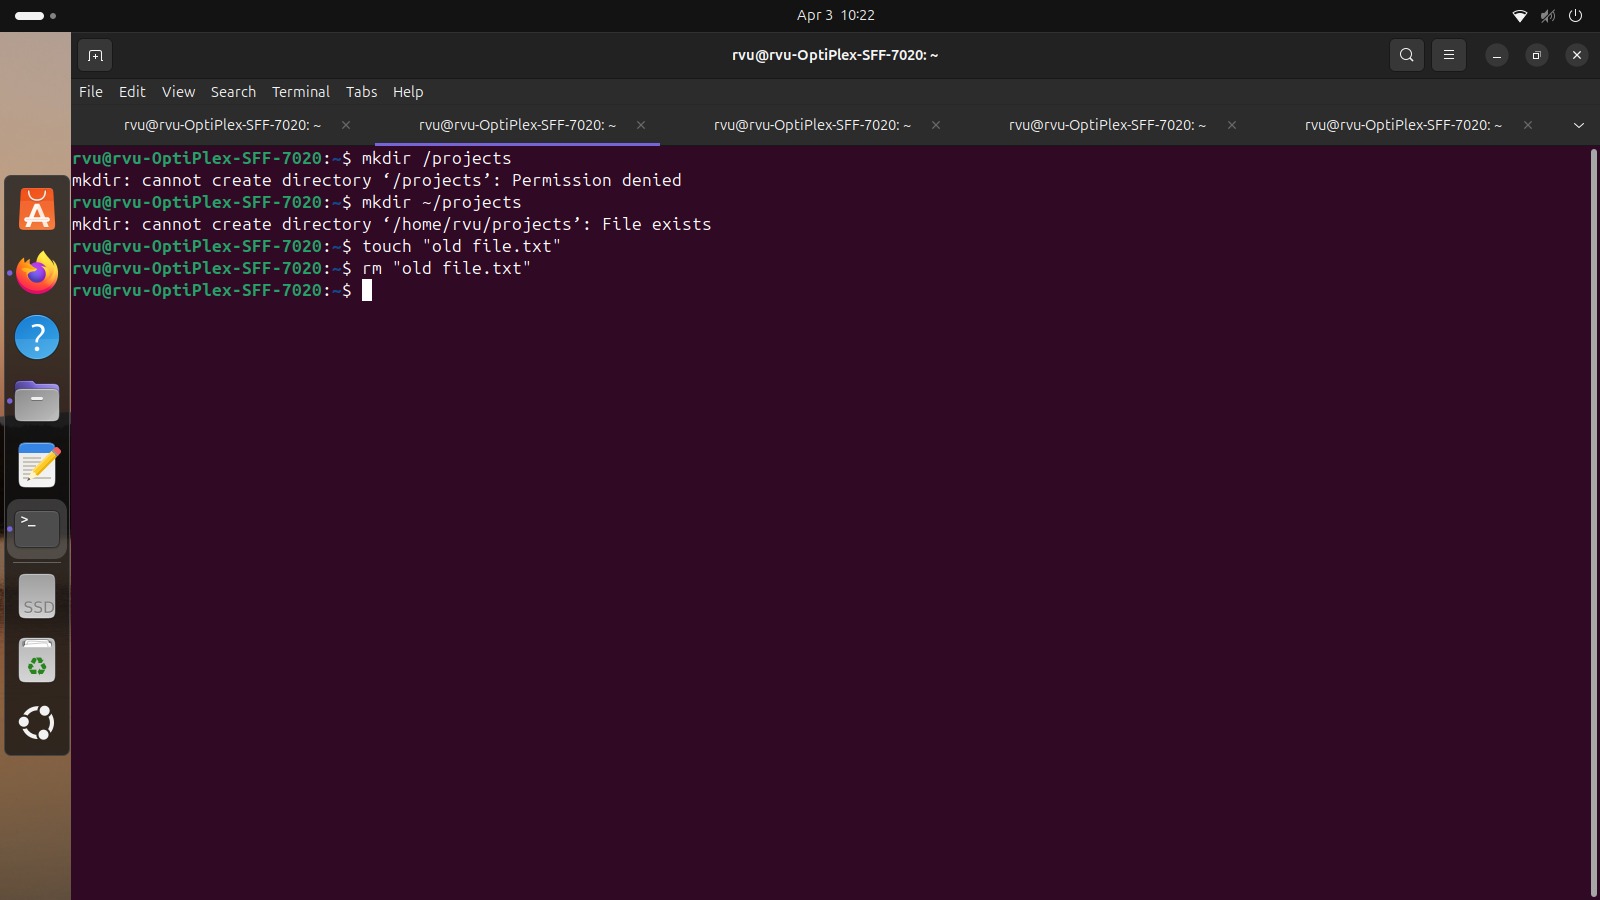 Apr 3 10:22
rvu@rvu-OptiPlex-SFF-7020: ~
File Edit View Search Terminal Tabs Help
rvu@rvu-OptiPlex-SFF-7020: ~ rvu@rvu-OptiPlex-SFF-7020: ~ rvu@rvu-OptiPlex-SFF-7020: ~ rvu@rvu-OptiPlex-SFF-7020: ~ rvu@rvu-OptiPlex-SFF-7020: ~
rvu@rvu-OptiPlex-SFF-7020:~$ mkdir /projects
mkdir: cannot create directory ‘/projects’: Permission denied
rvu@rvu-OptiPlex-SFF-7020:~$ mkdir ~/projects
mkdir: cannot create directory ‘/home/rvu/projects’: File exists
rvu@rvu-OptiPlex-SFF-7020:~$ touch "old file.txt"
rvu@rvu-OptiPlex-SFF-7020:~$ rm "old file.txt"
rvu@rvu-OptiPlex-SFF-7020:~$
A
?
>_
SSD